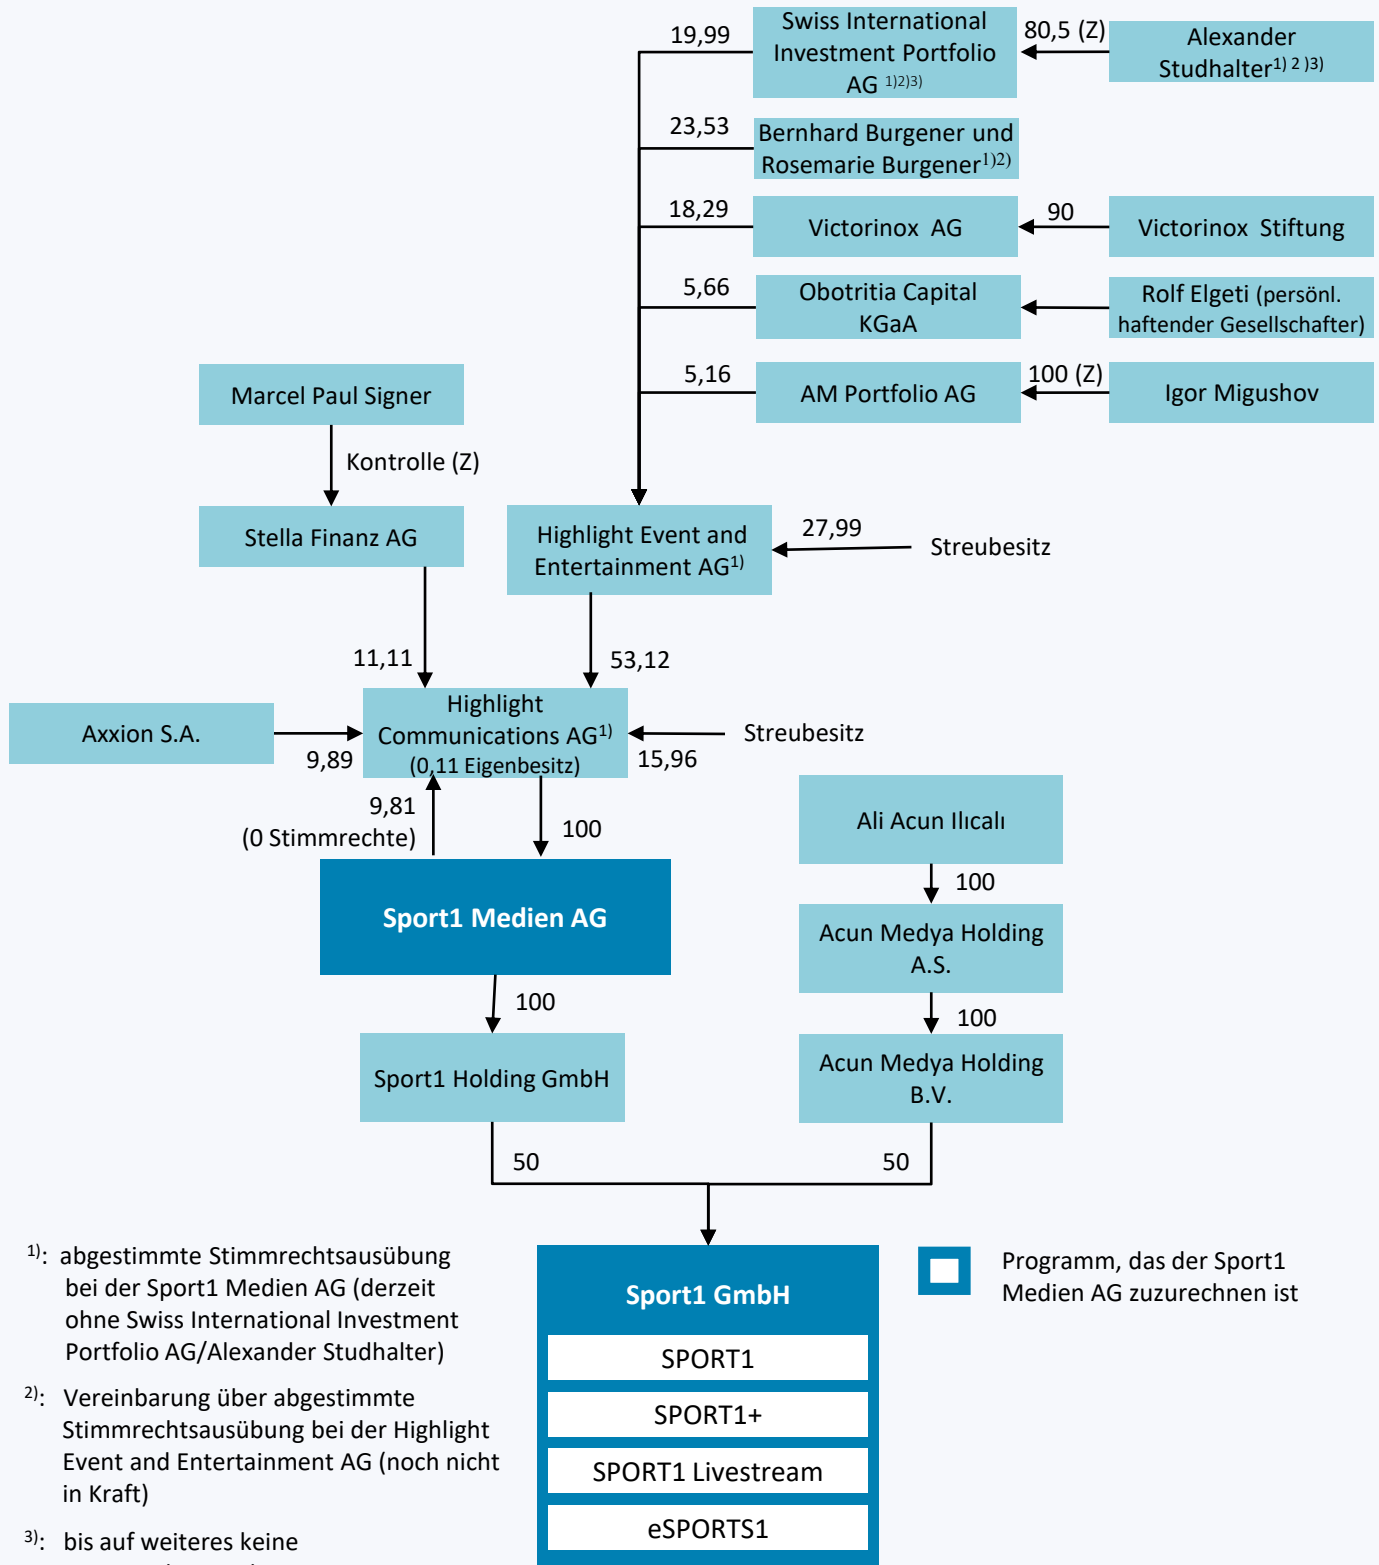 19,99
Swiss International
Investment Portfolio
AG 1)2)3)
80,5 (Z)
Alexander
Studhalter1) 2 )3)
23,53
Bernhard Burgener und
Rosemarie Burgener1)2)
18,29
Victorinox AG
90
Victorinox Stiftung
5,66
Obotritia Capital
KGaA
Rolf Elgeti (persönl.
haftender Gesellschafter)
5,16
AM Portfolio AG
100 (Z)
Igor Migushov
Marcel Paul Signer
Kontrolle (Z)
Stella Finanz AG
Highlight Event and
Entertainment AG1)
27,99
Streubesitz
11,11
53,12
Axxion S.A.
9,89
Highlight
Communications AG1)
(0,11 Eigenbesitz)
15,96
Streubesitz
9,81
(0 Stimmrechte)
100
Ali Acun Ilıcalı
100
Sport1 Medien AG
Acun Medya Holding
A.S.
100
100
Sport1 Holding GmbH
Acun Medya Holding
B.V.
50
50
1): abgestimmte Stimmrechtsausübung
bei der Sport1 Medien AG (derzeit
ohne Swiss International Investment
Portfolio AG/Alexander Studhalter)
2): Vereinbarung über abgestimmte
Stimmrechtsausübung bei der Highlight
Event and Entertainment AG (noch nicht
in Kraft)
3): bis auf weiteres keine
Sport1 GmbH
SPORT1
SPORT1+
SPORT1 Livestream
eSPORTS1
Programm, das der Sport1
Medien AG zuzurechnen ist